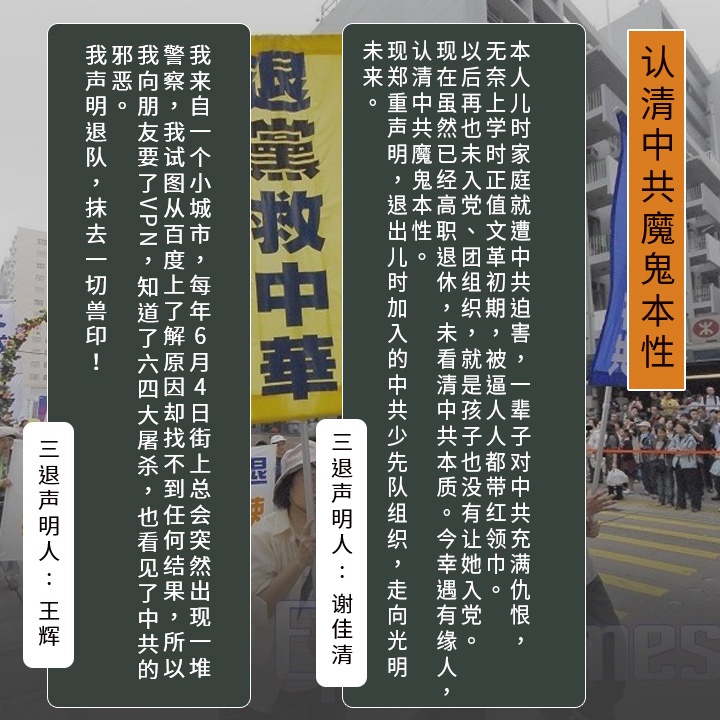 认清中共魔鬼本性
本人儿时家庭就遭中共迫害，一辈子对中共充满仇恨，
无奈上学时正值文革初期，被逼人人都带红领巾。
以后再也未入党、团组织，就是孩子也没有让她入党。
现在虽然已经高职退休，未看清中共本质。今幸遇有缘人，
认清中共魔鬼本性。
现郑重声明，退出儿时加入的中共少先队组织，走向光明
未来。
三退声明人：谢佳清
退黨救中華
我来自一个小城市，每年6月4日街上总会突然出现一堆
警察，我试图从百度上了解原因却找不到任何结果，所以
我向朋友要了VPN，知道了六四大屠杀，也看见了中共的
邪恶。
我声明退队，抹去一切兽印！
三退声明人：王辉